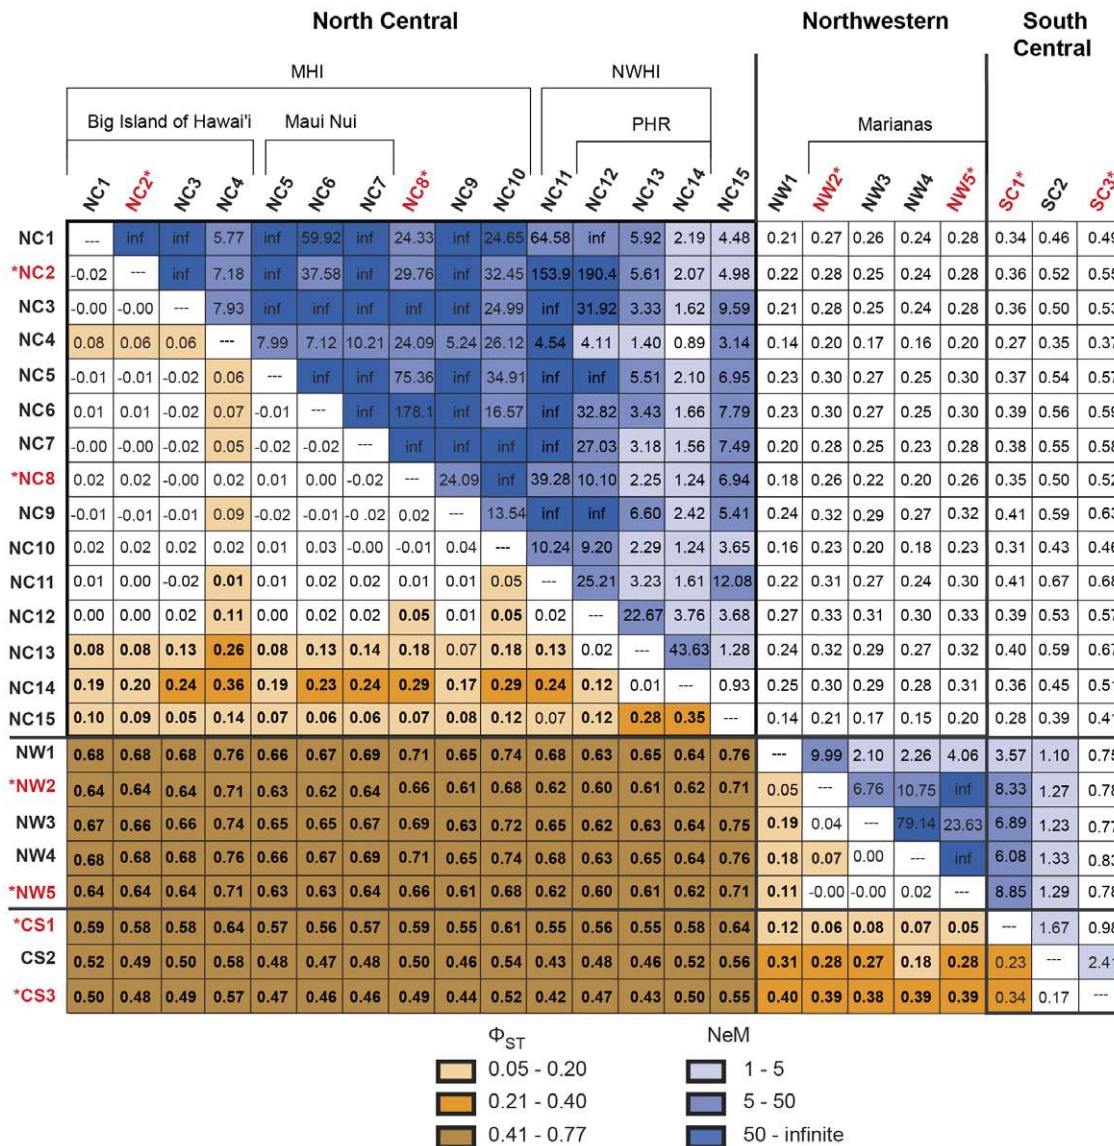 North Central Northwestern South Central
MHI NWHI
Big Island of Hawai'i Maui Nui PHR Marianas
NC1 NC2* NC3 NC4 NC5 NC6 NC7 NC8* NC9 NC10 NC11 NC12 NC13 NC14 NC15 NW1 NW2* NW3 NW4 NW5* SC1* SC2 SC3*
NC1 --- inf inf 5.77 inf 59.92 inf 24.33 inf 24.65 64.58 inf 5.92 2.19 4.48 0.21 0.27 0.26 0.24 0.28 0.34 0.46 0.49
*NC2 -0.02 --- inf 7.18 inf 37.58 inf 29.76 inf 32.45 153.9 190.4 5.61 2.07 4.98 0.22 0.28 0.25 0.24 0.28 0.36 0.52 0.55
NC3 -0.00 -0.00 --- 7.93 inf inf inf inf inf 24.99 inf 31.92 3.33 1.62 9.59 0.21 0.28 0.25 0.24 0.28 0.36 0.50 0.53
NC4 0.08 0.06 0.06 --- 7.99 7.12 10.21 24.09 5.24 26.12 4.54 4.11 1.40 0.89 3.14 0.14 0.20 0.17 0.16 0.20 0.27 0.35 0.37
NC5 -0.01 -0.01 -0.02 0.06 --- inf inf 75.36 inf 34.91 inf inf 5.51 2.10 6.95 0.23 0.30 0.27 0.25 0.30 0.37 0.54 0.57
NC6 0.01 0.01 -0.02 0.07 -0.01 --- inf 178.1 inf 16.57 inf 32.82 3.43 1.66 7.79 0.23 0.30 0.27 0.25 0.30 0.39 0.56 0.59
NC7 -0.00 -0.00 -0.02 0.05 -0.02 -0.02 --- inf inf inf inf 27.03 3.18 1.56 7.49 0.20 0.28 0.25 0.23 0.28 0.38 0.55 0.58
*NC8 0.02 0.02 -0.00 0.02 0.01 0.00 -0.02 --- 24.09 inf 39.28 10.10 2.25 1.24 6.94 0.18 0.26 0.22 0.20 0.26 0.35 0.50 0.52
NC9 -0.01 -0.01 -0.01 0.09 -0.02 -0.01 -0.02 0.02 --- 13.54 inf inf 6.60 2.42 5.41 0.24 0.32 0.29 0.27 0.32 0.41 0.59 0.63
NC10 0.02 0.02 0.02 0.02 0.01 0.03 -0.00 -0.01 0.04 --- 10.24 9.20 2.29 1.24 3.65 0.16 0.23 0.20 0.18 0.23 0.31 0.43 0.46
NC11 0.01 0.00 -0.02 0.01 0.01 0.02 0.02 0.01 0.01 0.05 --- 25.21 3.23 1.61 12.08 0.22 0.31 0.27 0.24 0.30 0.41 0.67 0.68
NC12 0.00 0.00 0.02 0.11 0.00 0.02 0.02 0.05 0.01 0.05 0.02 --- 22.67 3.76 3.68 0.27 0.33 0.31 0.30 0.33 0.39 0.53 0.57
NC13 0.08 0.08 0.13 0.26 0.08 0.13 0.14 0.18 0.07 0.18 0.13 0.02 --- 43.63 1.28 0.24 0.32 0.29 0.27 0.32 0.40 0.59 0.67
NC14 0.19 0.20 0.24 0.36 0.19 0.23 0.24 0.29 0.17 0.29 0.24 0.12 0.01 --- 0.93 0.25 0.30 0.29 0.28 0.31 0.36 0.45 0.51
NC15 0.10 0.09 0.05 0.14 0.07 0.06 0.06 0.07 0.08 0.12 0.07 0.12 0.28 0.35 --- 0.14 0.21 0.17 0.15 0.20 0.28 0.39 0.41
NW1 0.68 0.68 0.68 0.76 0.66 0.67 0.69 0.71 0.65 0.74 0.68 0.63 0.65 0.64 0.76 --- 9.99 2.10 2.26 4.06 3.57 1.10 0.75
*NW2 0.64 0.64 0.64 0.71 0.63 0.62 0.64 0.66 0.61 0.68 0.62 0.60 0.61 0.62 0.71 0.05 --- 6.76 10.75 inf 8.33 1.27 0.78
NW3 0.67 0.66 0.66 0.74 0.65 0.65 0.67 0.69 0.63 0.72 0.65 0.62 0.63 0.64 0.75 0.19 0.04 --- 79.14 23.63 6.89 1.23 0.77
NW4 0.68 0.68 0.68 0.76 0.66 0.67 0.69 0.71 0.65 0.74 0.68 0.63 0.65 0.64 0.76 0.18 0.07 0.00 --- inf 6.08 1.33 0.83
*NW5 0.64 0.64 0.64 0.71 0.63 0.63 0.64 0.66 0.61 0.68 0.62 0.60 0.61 0.62 0.71 0.11 -0.00 -0.00 0.02 --- 8.85 1.29 0.78
*CS1 0.59 0.58 0.58 0.64 0.57 0.56 0.57 0.59 0.55 0.61 0.55 0.56 0.55 0.58 0.64 0.12 0.06 0.08 0.07 0.05 --- 1.67 0.98
CS2 0.52 0.49 0.50 0.58 0.48 0.47 0.48 0.50 0.46 0.54 0.43 0.48 0.46 0.52 0.56 0.31 0.28 0.27 0.18 0.28 0.23 --- 2.41
*CS3 0.50 0.48 0.49 0.57 0.47 0.46 0.46 0.49 0.44 0.52 0.42 0.47 0.43 0.50 0.55 0.40 0.39 0.38 0.39 0.39 0.34 0.17 ---
ΦST NeM
0.05 - 0.20 1 - 5
0.21 - 0.40 5 - 50
0.41 - 0.77 50 - infinite